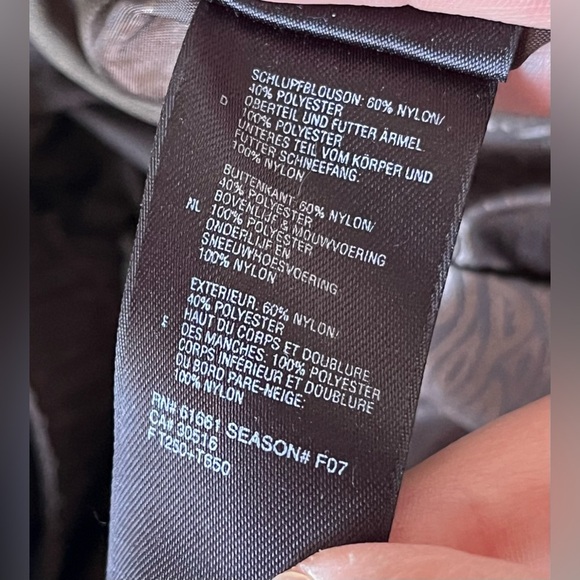 D
SCHLUPFBLOUSON: 60% NYLON/
40% POLYESTER
OBERTEIL UND FUTTER ÄRMEL:
100% POLYESTER
UNTERES TEIL VOM KÖRPER UND
FUTTER SCHNEEFANG:
100% NYLON
NL
BUITENKANT: 60% NYLON/
40% POLYESTER
BOVENLIJF & MOUWVOERING
100% POLYESTER
ONDERLIJF EN
SNEEUWHOESVOERING
100% NYLON
E
EXTERIEUR: 60% NYLON/
40% POLYESTER
HAUT DU CORPS ET DOUBLURE
DES MANCHES: 100% POLYESTER
CORPS INFERIEUR ET DOUBLURE
DU BORD PARE-NEIGE:
100% NYLON
RN# 61661 SEASON# F07
CA# 30516
FT250-T650